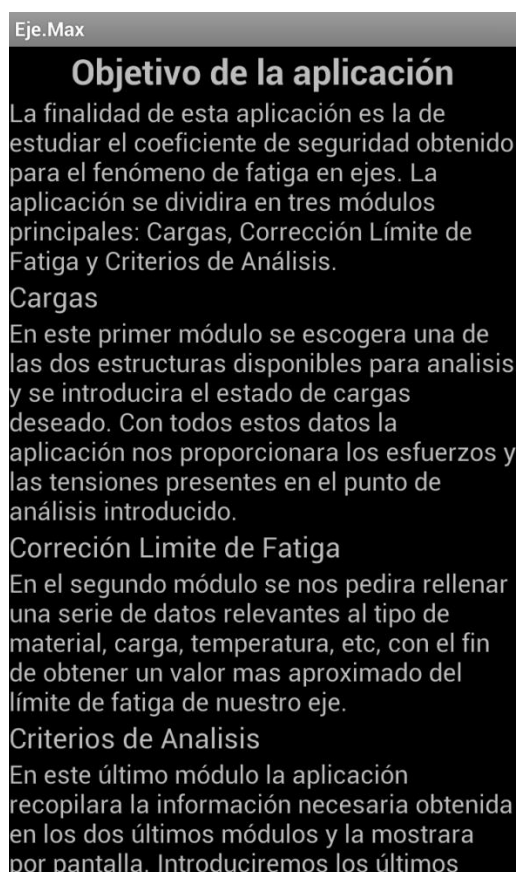 Eje.Max
Objetivo de la aplicación
La finalidad de esta aplicación es la de
estudiar el coeficiente de seguridad obtenido
para el fenómeno de fatiga en ejes. La
aplicación se dividira en tres módulos
principales: Cargas, Corrección Límite de
Fatiga y Criterios de Análisis.
Cargas
En este primer módulo se escogera una de
las dos estructuras disponibles para analisis
y se introducira el estado de cargas
deseado. Con todos estos datos la
aplicación nos proporcionara los esfuerzos y
las tensiones presentes en el punto de
análisis introducido.
Correción Limite de Fatiga
En el segundo módulo se nos pedira rellenar
una serie de datos relevantes al tipo de
material, carga, temperatura, etc, con el fin
de obtener un valor mas aproximado del
límite de fatiga de nuestro eje.
Criterios de Analisis
En este último módulo la aplicación
recopilara la información necesaria obtenida
en los dos últimos módulos y la mostrara
por pantalla. Introduciremos los últimos